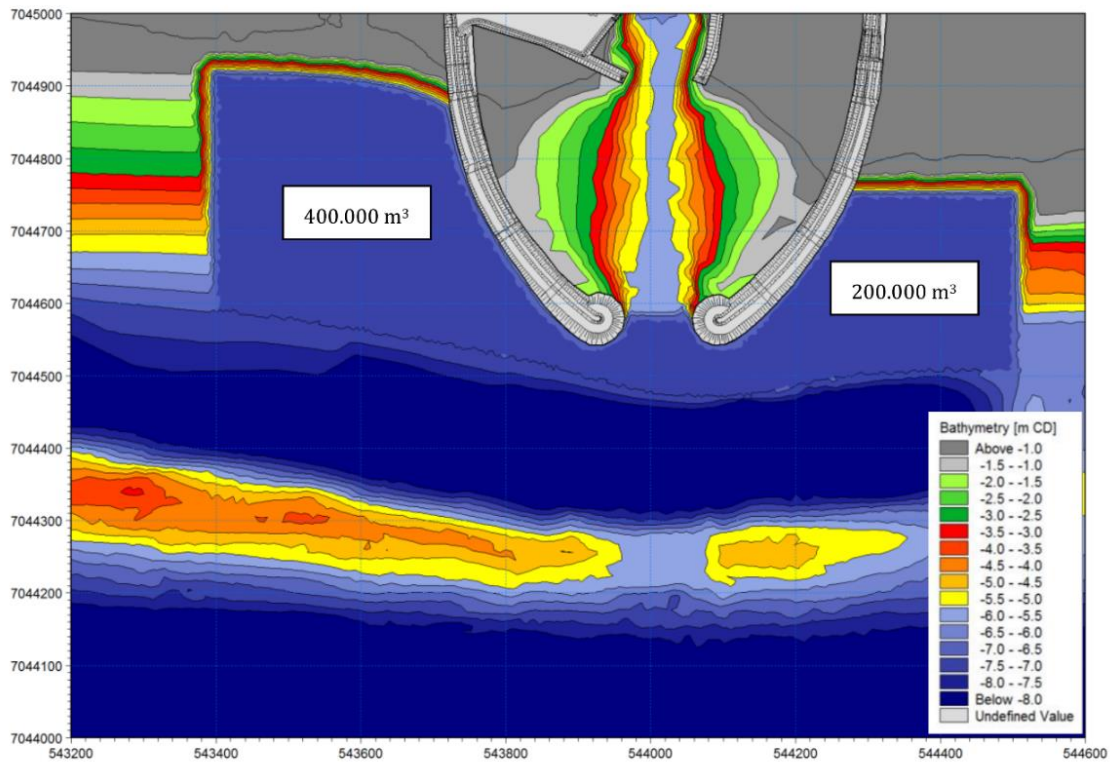 7045000
7044900
7044800
7044700
7044600
7044500
7044400
7044300
7044200
7044100
7044000
400.000 m³
200.000 m³
Bathymetry [m CD]
Above -1.0
-1.5 - -1.0
-2.0 - -1.5
-2.5 - -2.0
-3.0 - -2.5
-3.5 - -3.0
-4.0 - -3.5
-4.5 - -4.0
-5.0 - -4.5
-5.5 - -5.0
-6.0 - -5.5
-6.5 - -6.0
-7.0 - -6.5
-7.5 - -7.0
-8.0 - -7.5
Below -8.0
Undefined Value
543200 543400 543600 543800 544000 544200 544400 544600